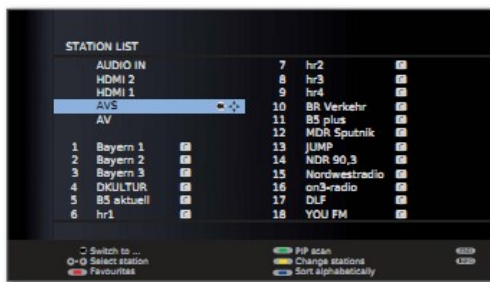 STATION LIST
AUDIO IN
HDMI 2
HDMI 1
AVS
AV
1 Bayern 1
2 Bayern 2
3 Bayern 3
4 DKULTUR
5 B5 aktuell
6 hr1
7 hr2
8 hr3
9 hr4
10 BR Verkehr
11 B5 plus
12 MDR Sputnik
13 JUMP
14 NDR 90,3
15 Nordwestradio
16 on3-radio
17 DLF
18 YOU FM
Switch to ...
Select station
Favourites
PIP scan
Change stations
Sort alphabetically
END